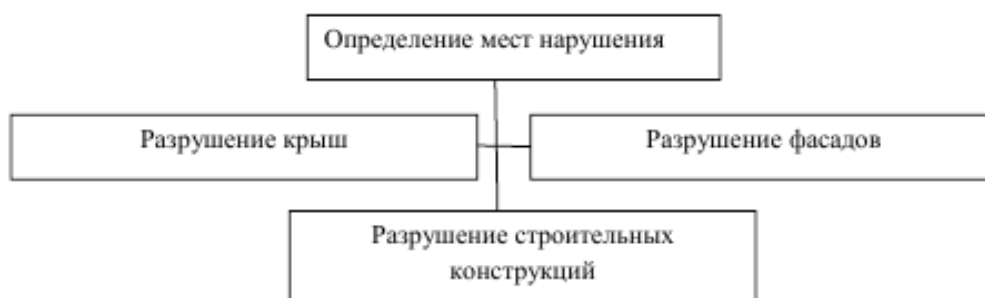 Определение мест нарушения
Разрушение крыш
Разрушение фасадов
Разрушение строительных
конструкций